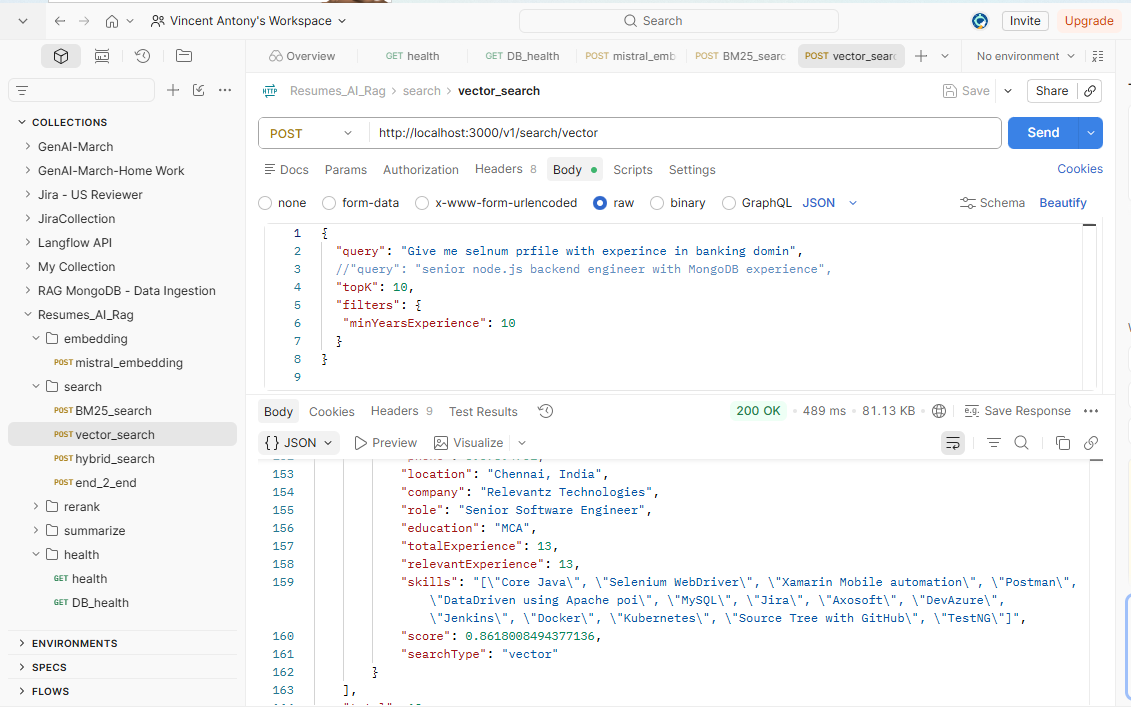 Vincent Antony's Workspace
Search
Invite
Upgrade
Overview
GET health
GET DB_health
POST mistral_emb
POST BM25_searc
POST vector_sear
No environment
Resumes_AI_Rag > search > vector_search
Save
Share
POST
http://localhost:3000/v1/search/vector
Send
Docs
Params
Authorization
Headers 8
Body
Scripts
Settings
Cookies
none
form-data
x-www-form-urlencoded
raw
binary
GraphQL
JSON
Schema
Beautify
1 {
2 "query": "Give me selnum prfile with experince in banking domin",
3 //"query": "senior node.js backend engineer with MongoDB experience",
4 "topK": 10,
5 "filters": {
6 "minYearsExperience": 10
7 }
8 }
9
COLLECTIONS
GenAI-March
GenAI-March-Home Work
Jira - US Reviewer
JiraCollection
Langflow API
My Collection
RAG MongoDB - Data Ingestion
Resumes_AI_Rag
embedding
POST mistral_embedding
search
POST BM25_search
POST vector_search
POST hybrid_search
POST end_2_end
rerank
summarize
health
GET health
GET DB_health
ENVIRONMENTS
SPECS
FLOWS
Body
Cookies
Headers 9
Test Results
200 OK
489 ms
81.13 KB
e.g. Save Response
{} JSON
Preview
Visualize
153 "location": "Chennai, India",
154 "company": "Relevantz Technologies",
155 "role": "Senior Software Engineer",
156 "education": "MCA",
157 "totalExperience": 13,
158 "relevantExperience": 13,
159 "skills": "[\"Core Java\", \"Selenium WebDriver\", \"Xamarin Mobile automation\", \"Postman\",
\"DataDriven using Apache poi\", \"MySQL\", \"Jira\", \"Axosoft\", \"DevAzure\",
\"Jenkins\", \"Docker\", \"Kubernetes\", \"Source Tree with GitHub\", \"TestNG\"]",
160 "score": 0.8618008494377136,
161 "searchType": "vector"
162 }
163 ],